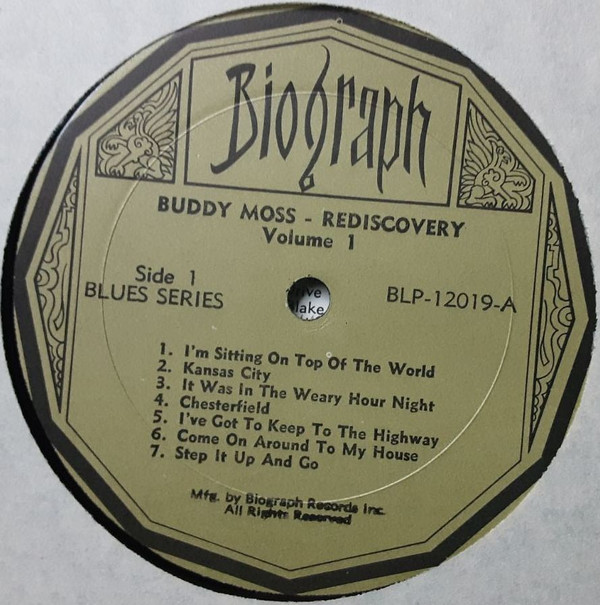 Biograph
BUDDY MOSS - REDISCOVERY
Volume 1
Side 1
BLUES SERIES
BLP-12019-A
1. I'm Sitting On Top Of The World
2. Kansas City
3. It Was In The Weary Hour Night
4. Chesterfield
5. I've Got To Keep To The Highway
6. Come On Around To My House
7. Step It Up And Go
Mfg. by Biograph Records Inc.
All Rights Reserved